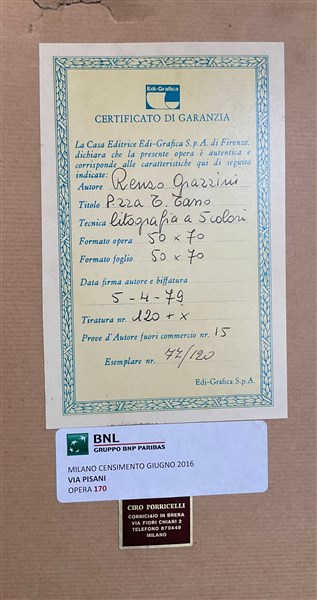 Edi-Grafica
CERTIFICATO DI GARANZIA
La Casa Editrice Edi-Grafica S.p.A. di Firenze,
dichiara che la presente opera è autentica e
corrisponde alle caratteristiche qui di seguito
indicate:
Autore Renzo Grazzini
Titolo P.zza T. Tasso
Tecnica litografia a 5 colori
Formato opera 50 x 70
Formato foglio 50 x 70
Data firma autore e biffatura
5-4-79
Tiratura nr. 120 + X
Prove d'Autore fuori commercio nr. 15
Esemplare nr. 77/120
Edi-Grafica S.p.A.
BNL
GRUPPO BNP PARIBAS
MILANO CENSIMENTO GIUGNO 2016
VIA PISANI
OPERA 170
CIRO PORRICELLI
CORNICIAIO IN BRERA
VIA FIORI CHIARI 2
TELEFONO 870449
MILANO